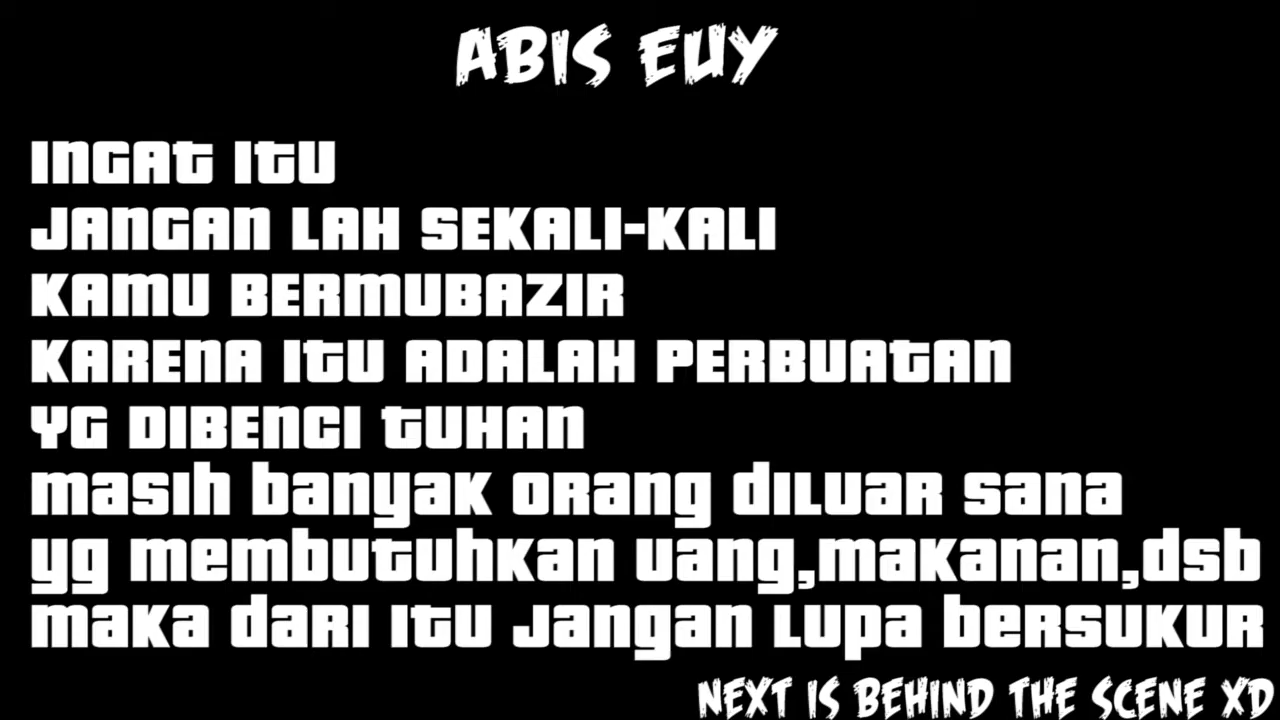 ABIS EUY
INGAT ITU
JANGAN LAH SEKALI-KALI
KAMU BERMUBAZIR
KARENA ITU ADALAH PERBUATAN
YG DIBENCI TUHAN
masih banyak orang diluar sana
yg membutuhkan uang,makanan,dsb
maka dari itu jangan lupa bersukur
NEXT IS BEHIND THE SCENE XD